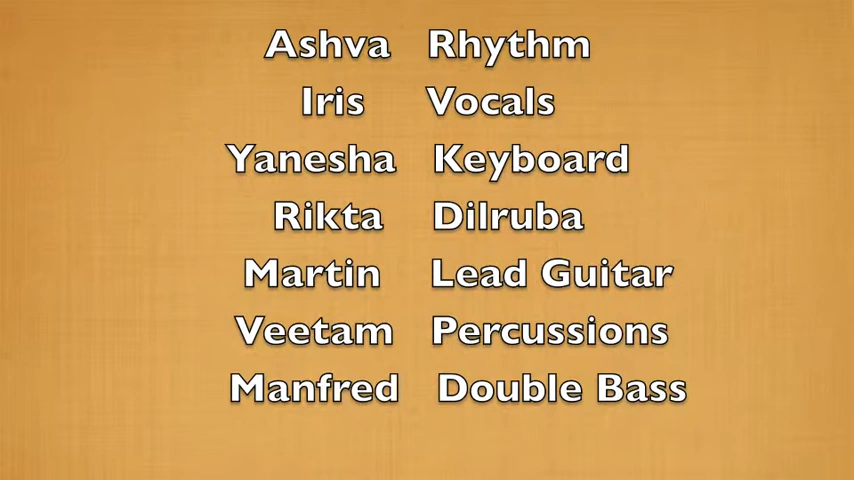 Ashva Rhythm
Iris Vocals
Yanesha Keyboard
Rikta Dilruba
Martin Lead Guitar
Veetam Percussions
Manfred Double Bass